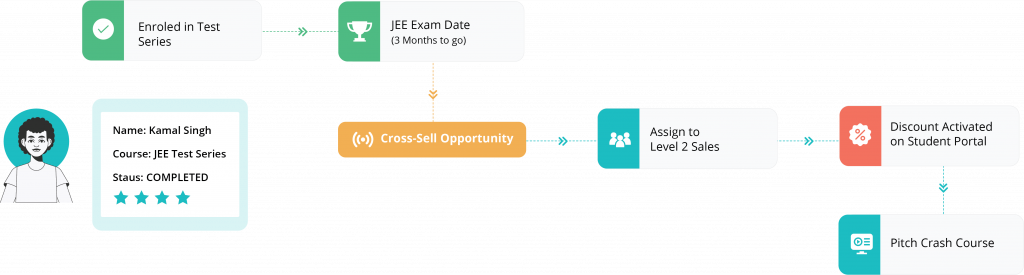 Enroled in Test
Series
JEE Exam Date
(3 Months to go)
Name: Kamal Singh
Course: JEE Test Series
Staus: COMPLETED
Cross-Sell Opportunity
Assign to
Level 2 Sales
Discount Activated
on Student Portal
Pitch Crash Course